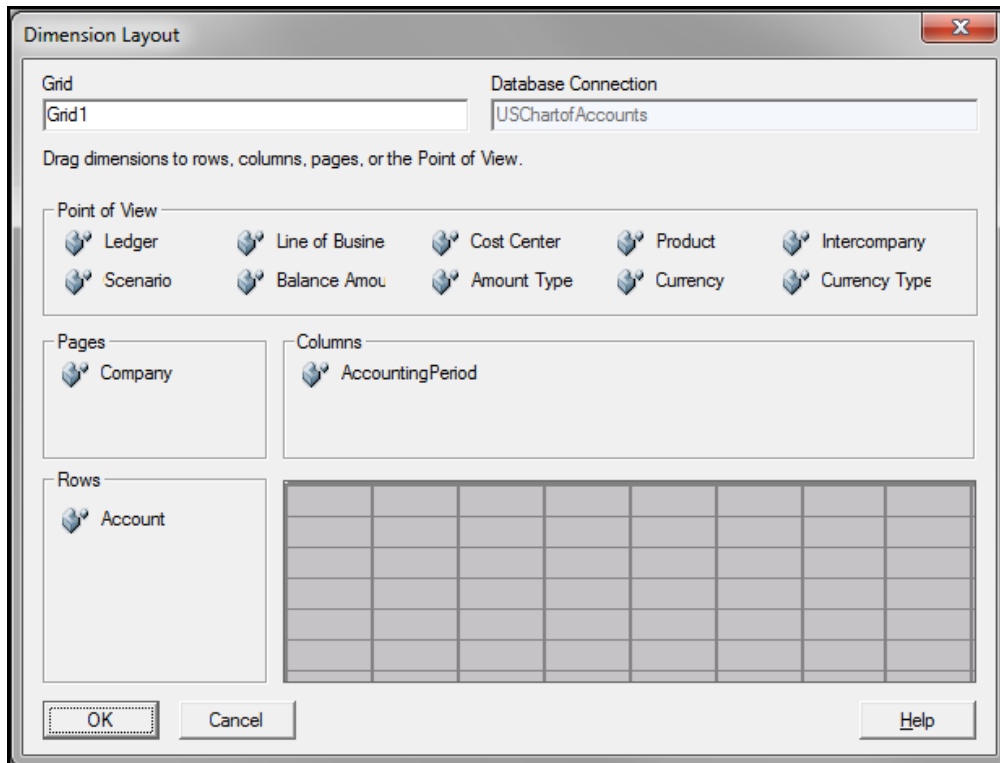 Dimension Layout
X
Grid Database Connection
Grid1 USChartofAccounts
Drag dimensions to rows, columns, pages, or the Point of View.
Point of View
Ledger Line of Busine Cost Center Product Intercompany
Scenario Balance Amou Amount Type Currency Currency Type
Pages Columns
Company AccountingPeriod
Rows
Account
OK Cancel Help